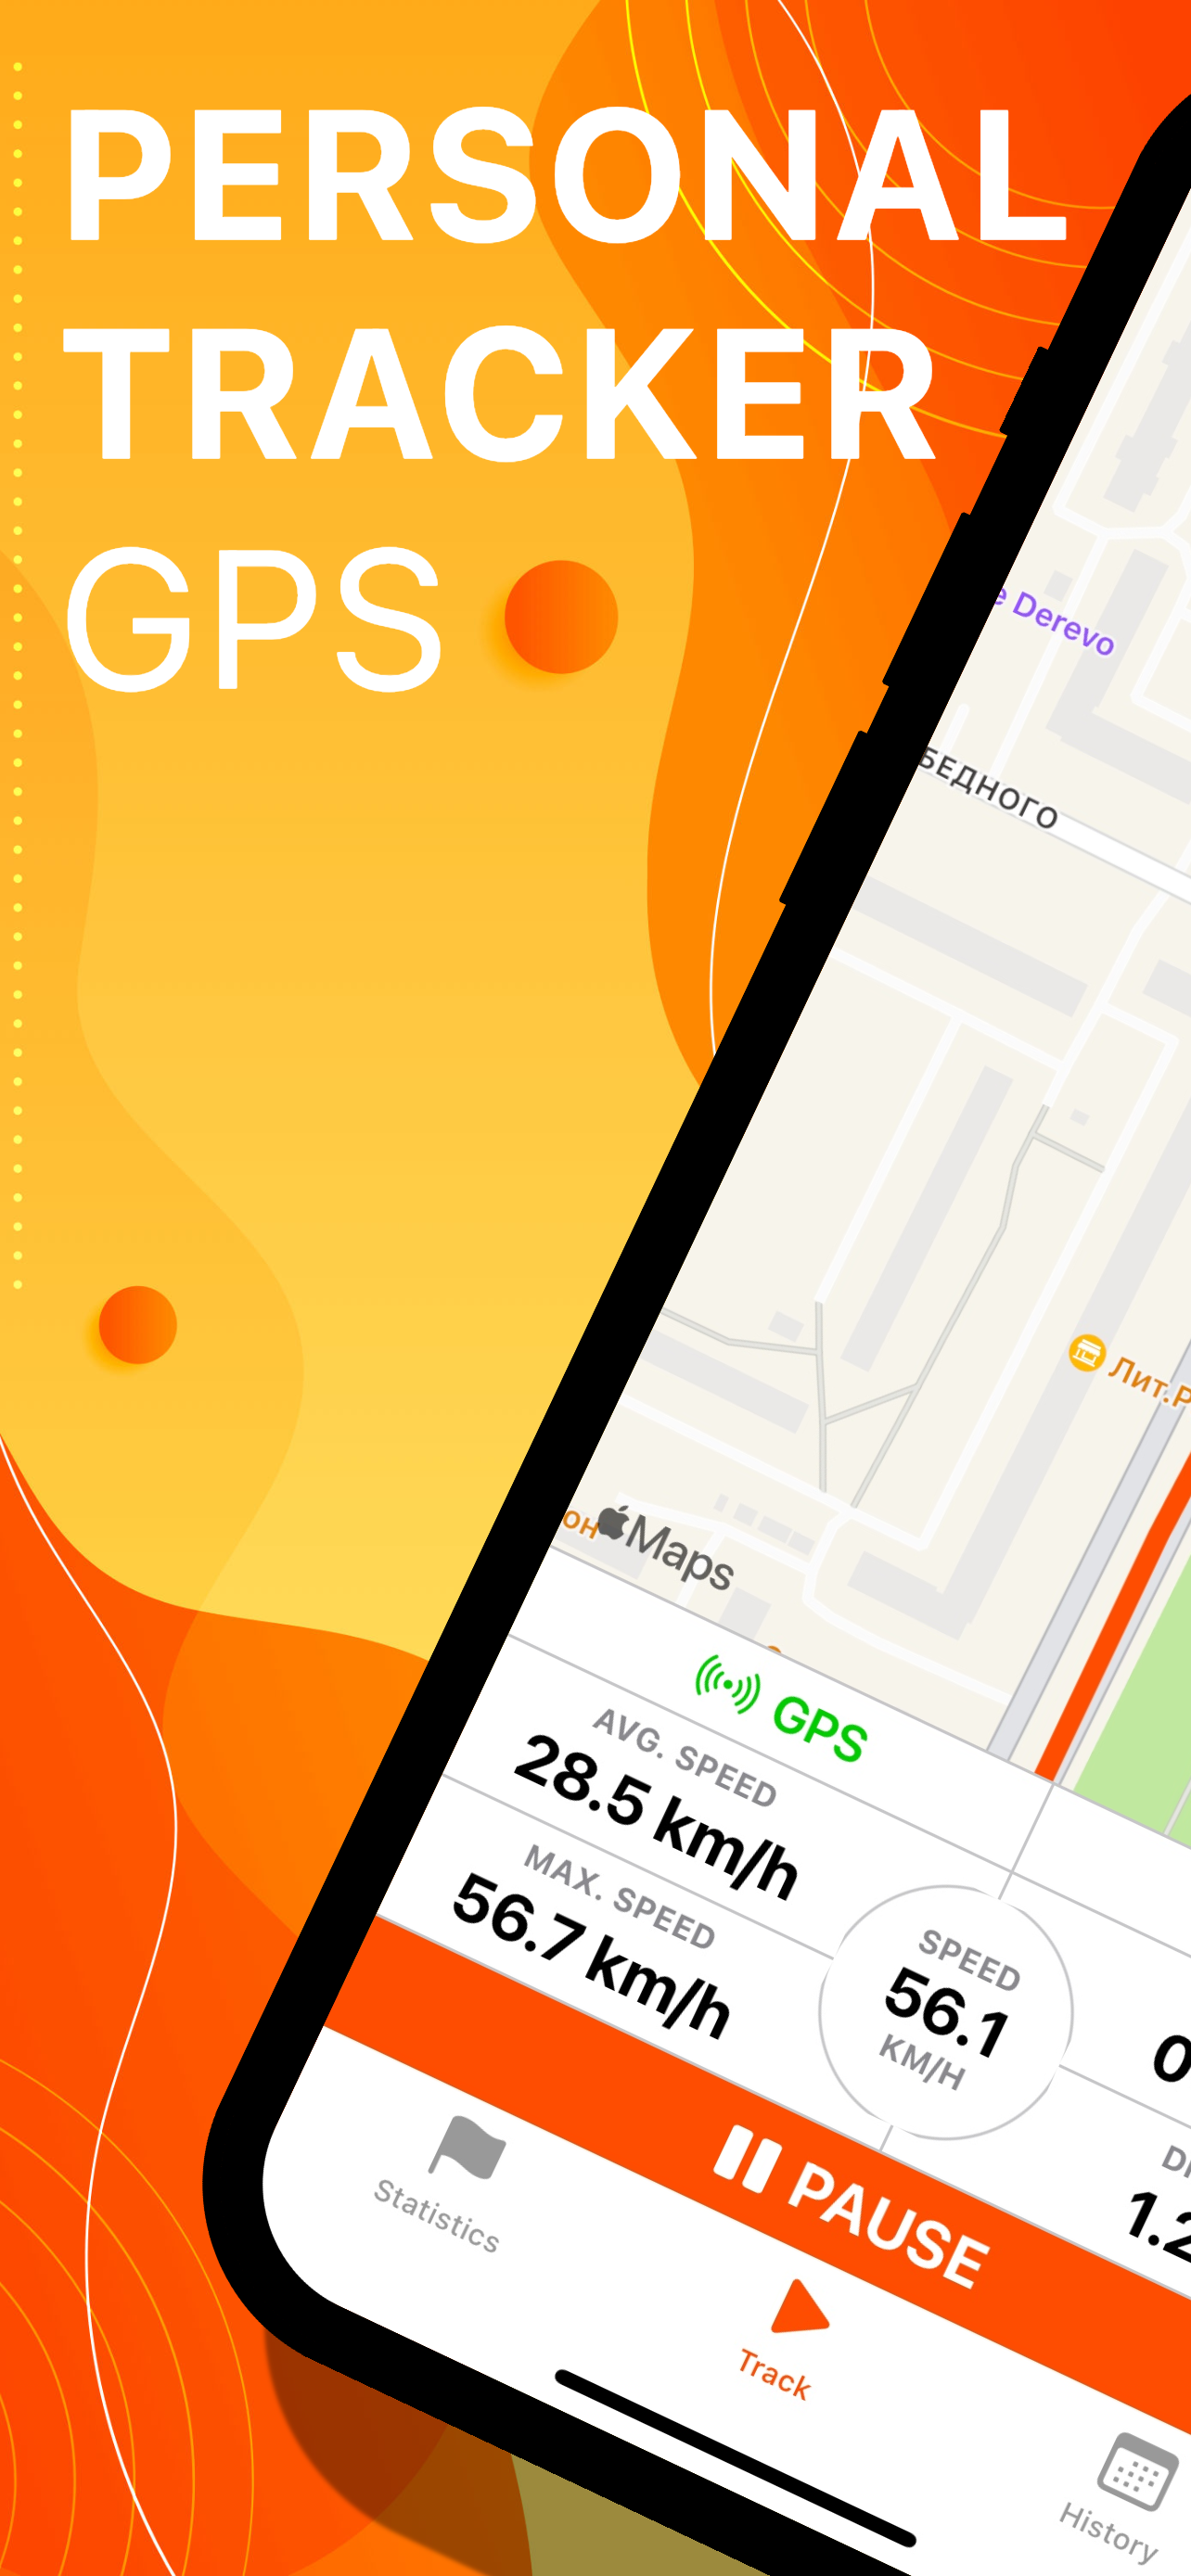 PERSONAL
TRACKER
GPS
Derevo
БЕДНОГО
Maps
GPS
AVG. SPEED
28.5 km/h
MAX. SPEED
56.7 km/h
SPEED
56.1
KM/H
PAUSE
Statistics
Track
History